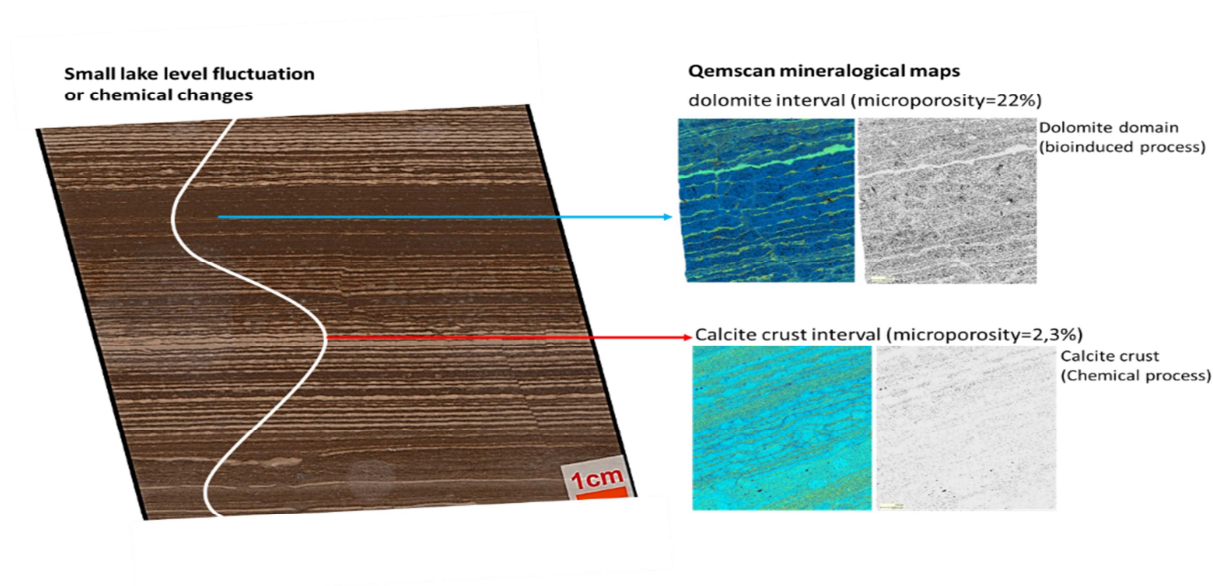 Small lake level fluctuation
or chemical changes
Qemscan mineralogical maps
dolomite interval (microporosity=22%)
Dolomite domain
(bioinduced process)
Calcite crust interval (microporosity=2,3%)
Calcite crust
(Chemical process)
1cm